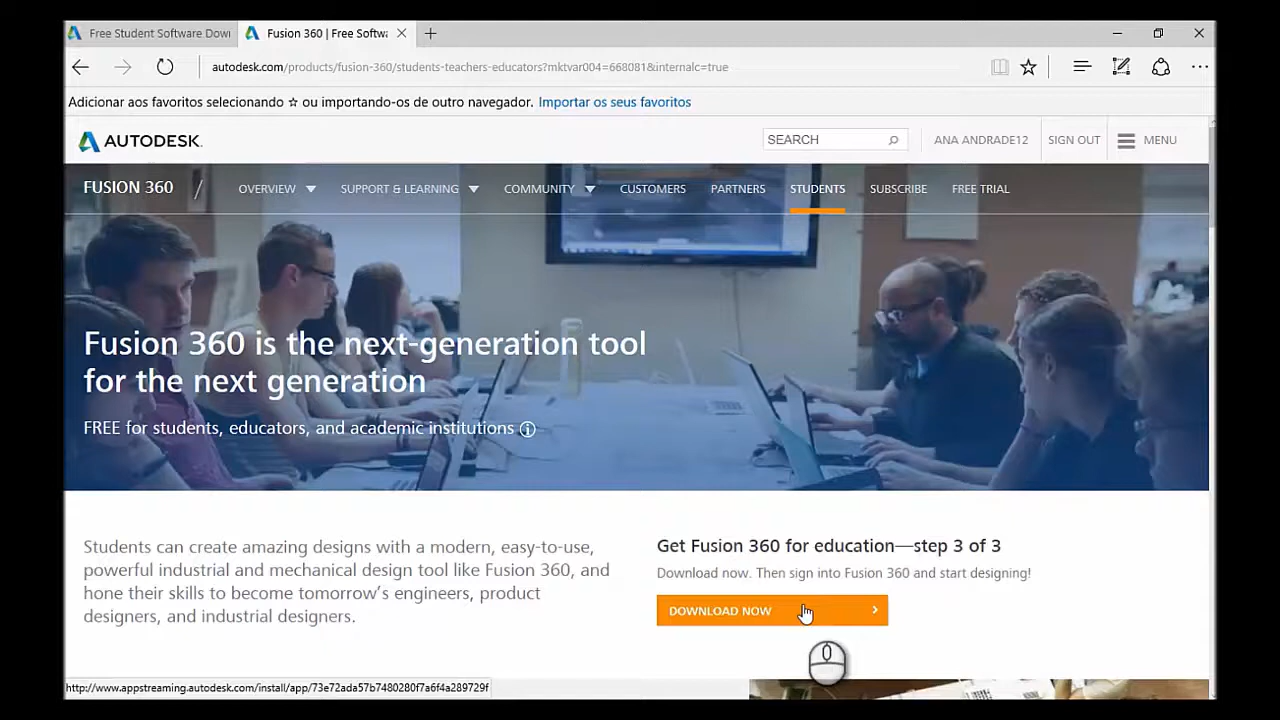 Free Student Software Dow
Fusion 360 | Free Softwa
autodesk.com/products/fusion-360/students-teachers-educators?mktvar004=668081&internalc=true
Adicionar aos favoritos selecionando ☆ ou importando-os de outro navegador. Importar os seus favoritos
AUTODESK.
SEARCH
ANA ANDRADE12
SIGN OUT
MENU
FUSION 360 / OVERVIEW SUPPORT & LEARNING COMMUNITY CUSTOMERS PARTNERS STUDENTS SUBSCRIBE FREE TRIAL
Fusion 360 is the next-generation tool
for the next generation
FREE for students, educators, and academic institutions
Students can create amazing designs with a modern, easy-to-use,
powerful industrial and mechanical design tool like Fusion 360, and
hone their skills to become tomorrow's engineers, product
designers, and industrial designers.
Get Fusion 360 for education—step 3 of 3
Download now. Then sign into Fusion 360 and start designing!
DOWNLOAD NOW
http://www.appstreaming.autodesk.com/install/app/73e72ada57b7480280f7a6f4a289729f